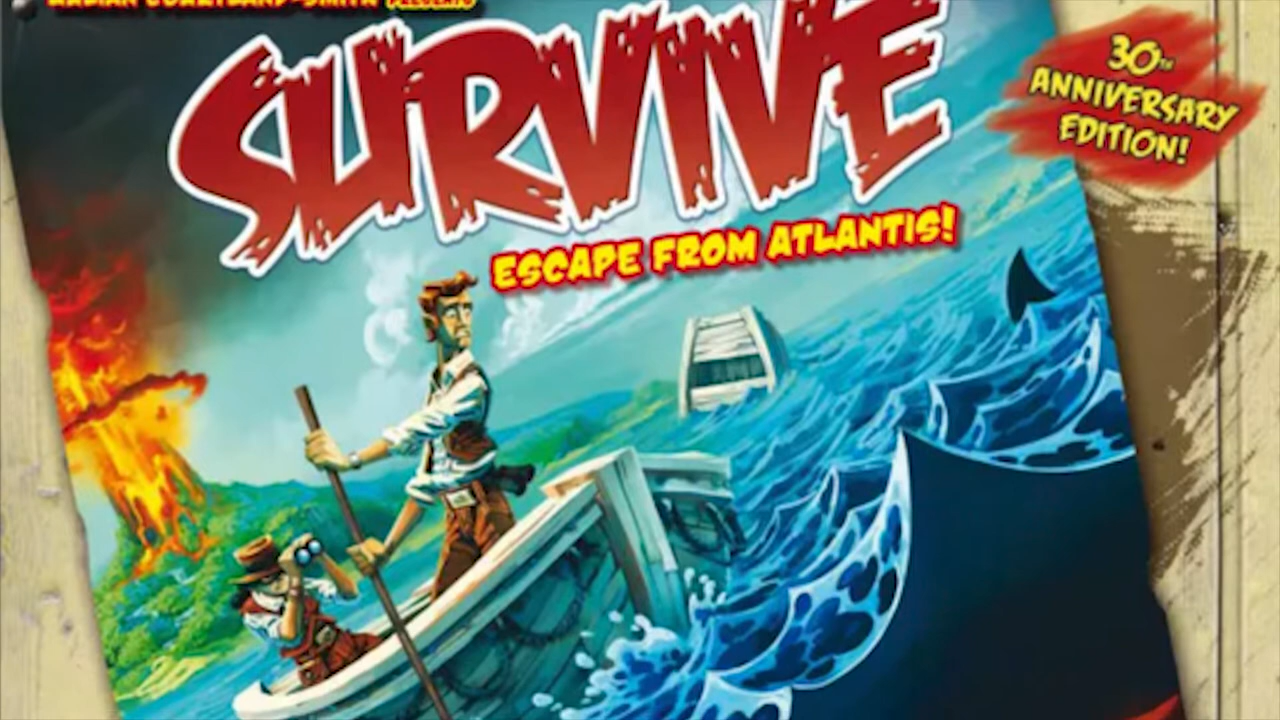 SURVIVE
ESCAPE FROM ATLANTIS!
30TH
ANNIVERSARY
EDITION!